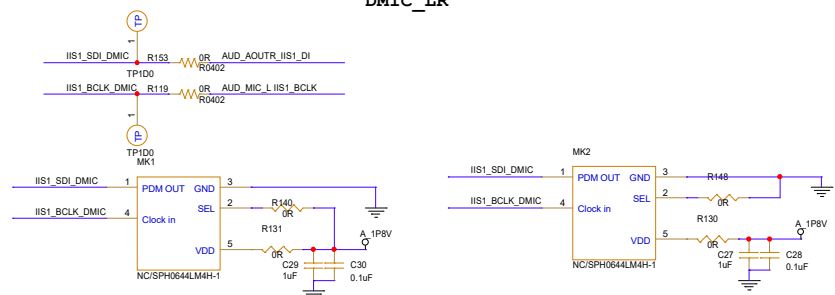 DMIC_LR
TP
1
IIS1_SDI_DMIC R153 0R AUD_AOUTR_IIS1_DI
TP1D0 R0402
IIS1_BCLK_DMIC R119 0R AUD_MIC_L IIS1_BCLK
R0402
1
TP
TP1D0
MK1
IIS1_SDI_DMIC 1 PDM OUT GND 3
SEL 2 R140
0R
IIS1_BCLK_DMIC 4 Clock in
R131
A_1P8V
VDD 5
0R
C29 C30
1uF 0.1uF
NC/SPH0644LM4H-1
MK2
IIS1_SDI_DMIC 1 PDM OUT GND 3
R148
SEL 2
0R
IIS1_BCLK_DMIC 4 Clock in
R130
A_1P8V
VDD 5
0R
C27 C28
1uF 0.1uF
NC/SPH0644LM4H-1